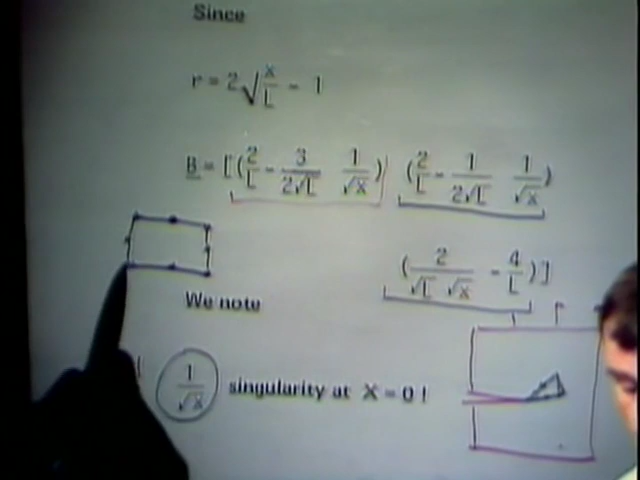 Since
r = 2√(x/L) - 1
B = [(2/L - 3/(2√L) 1/√x) (2/L - 1/(2√L) 1/√x)
(2/(√L √x) - 4/L)]
We note
1/√x singularity at X = 0 !